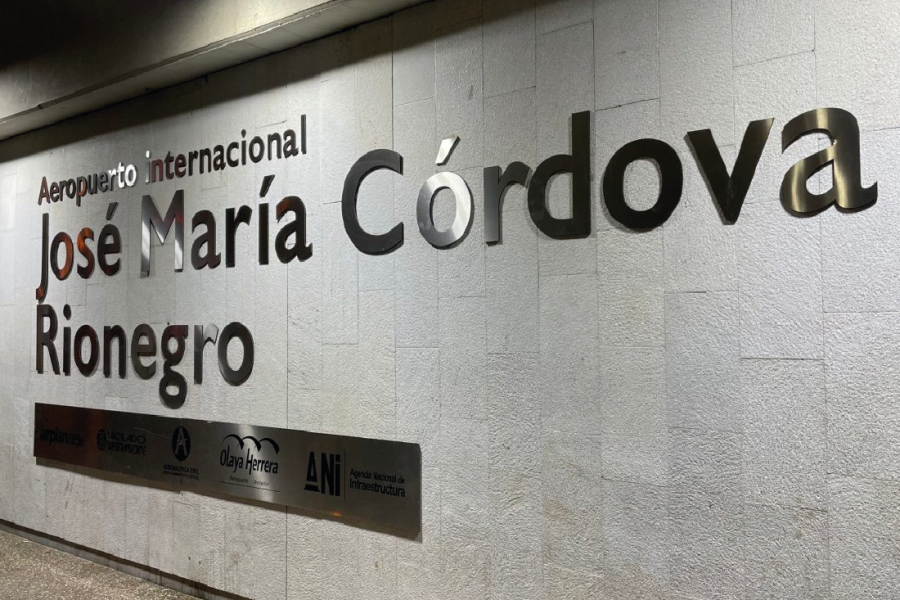 Aeropuerto internacional
José María Córdova
Rionegro
Olaya Herrera
ANI
Agencia Nacional de
Infraestructura